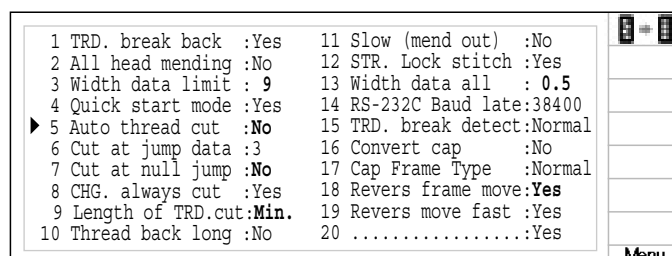 1 TRD. break back :Yes
2 All head mending :No
3 Width data limit : 9
4 Quick start mode :Yes
5 Auto thread cut :No
6 Cut at jump data :3
7 Cut at null jump :No
8 CHG. always cut :Yes
9 Length of TRD.cut:Min.
10 Thread back long :No
11 Slow (mend out) :No
12 STR. Lock stitch :Yes
13 Width data all : 0.5
14 RS-232C Baud late:38400
15 TRD. break detect:Normal
16 Convert cap :No
17 Cap Frame Type :Normal
18 Revers frame move:Yes
19 Revers move fast :Yes
20 .................:Yes
Menu